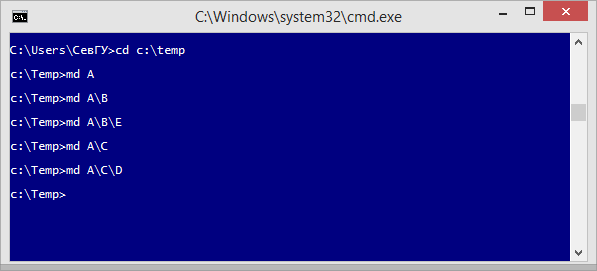 C:\Windows\system32\cmd.exe
C:\Users\СевГУ>cd c:\temp
c:\Temp>md A
c:\Temp>md A\B
c:\Temp>md A\B\E
c:\Temp>md A\C
c:\Temp>md A\C\D
c:\Temp>